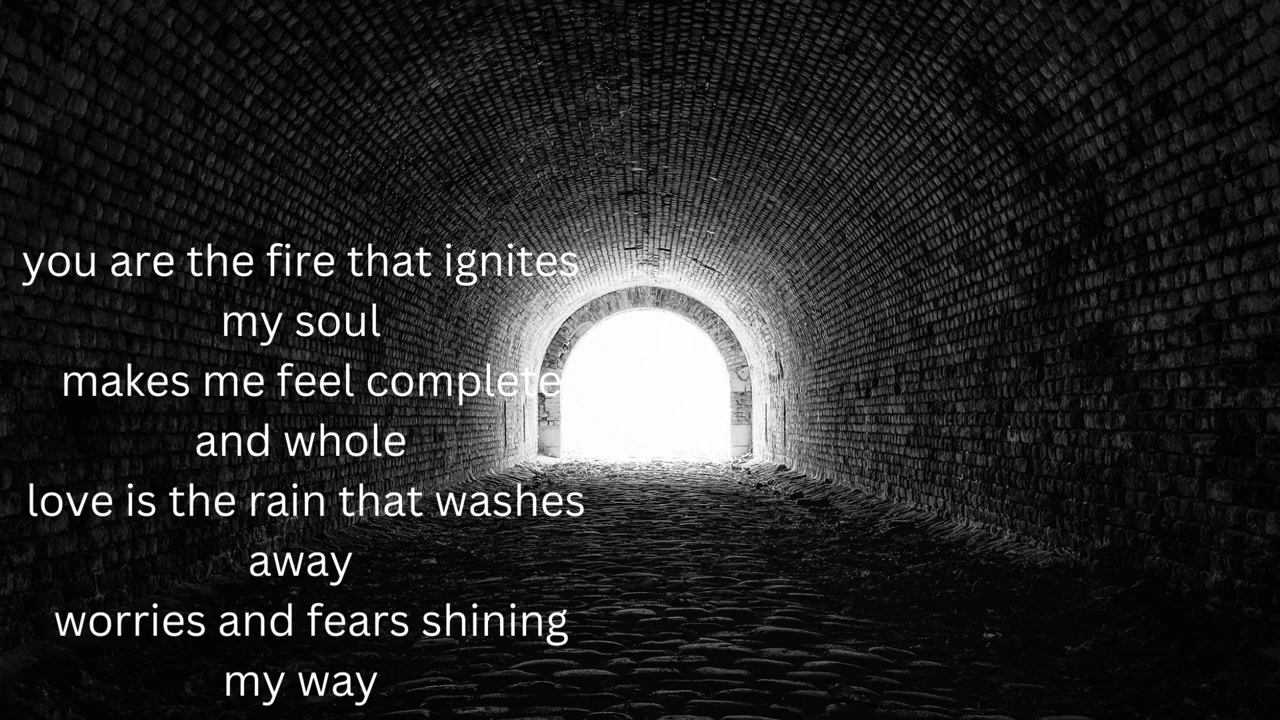 you are the fire that ignites
my soul
makes me feel complete
and whole
love is the rain that washes
away
worries and fears shining
my way